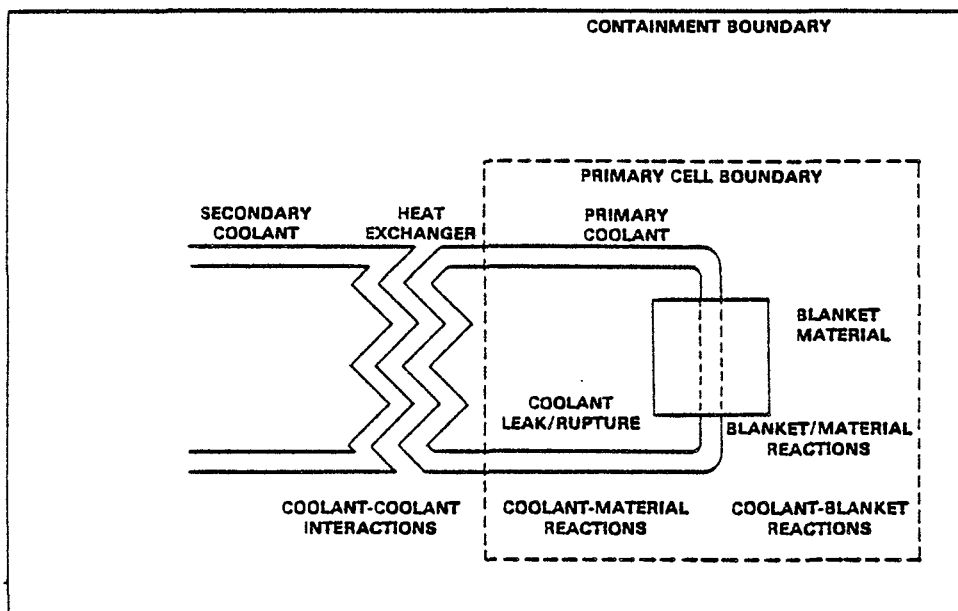 CONTAINMENT BOUNDARY
PRIMARY CELL BOUNDARY
SECONDARY
COOLANT
HEAT
EXCHANGER
PRIMARY
COOLANT
BLANKET
MATERIAL
COOLANT
LEAK/RUPTURE
BLANKET/MATERIAL
REACTIONS
COOLANT-COOLANT
INTERACTIONS
COOLANT-MATERIAL
REACTIONS
COOLANT-BLANKET
REACTIONS